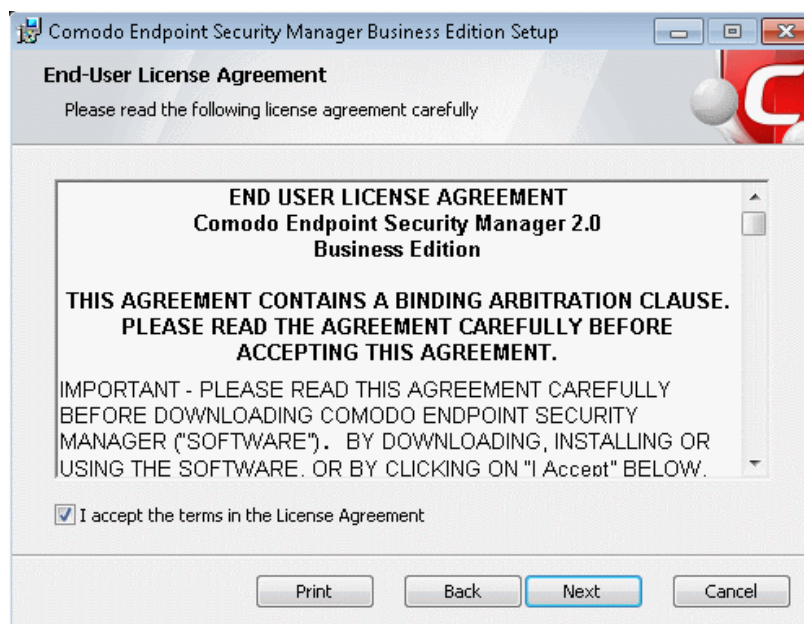 Comodo Endpoint Security Manager Business Edition Setup
End-User License Agreement
Please read the following license agreement carefully
END USER LICENSE AGREEMENT
Comodo Endpoint Security Manager 2.0
Business Edition
THIS AGREEMENT CONTAINS A BINDING ARBITRATION CLAUSE.
PLEASE READ THE AGREEMENT CAREFULLY BEFORE
ACCEPTING THIS AGREEMENT.
IMPORTANT - PLEASE READ THIS AGREEMENT CAREFULLY
BEFORE DOWNLOADING COMODO ENDPOINT SECURITY
MANAGER ("SOFTWARE"). BY DOWNLOADING, INSTALLING OR
USING THE SOFTWARE, OR BY CLICKING ON "I Accept" BELOW,
I accept the terms in the License Agreement
Print Back Next Cancel